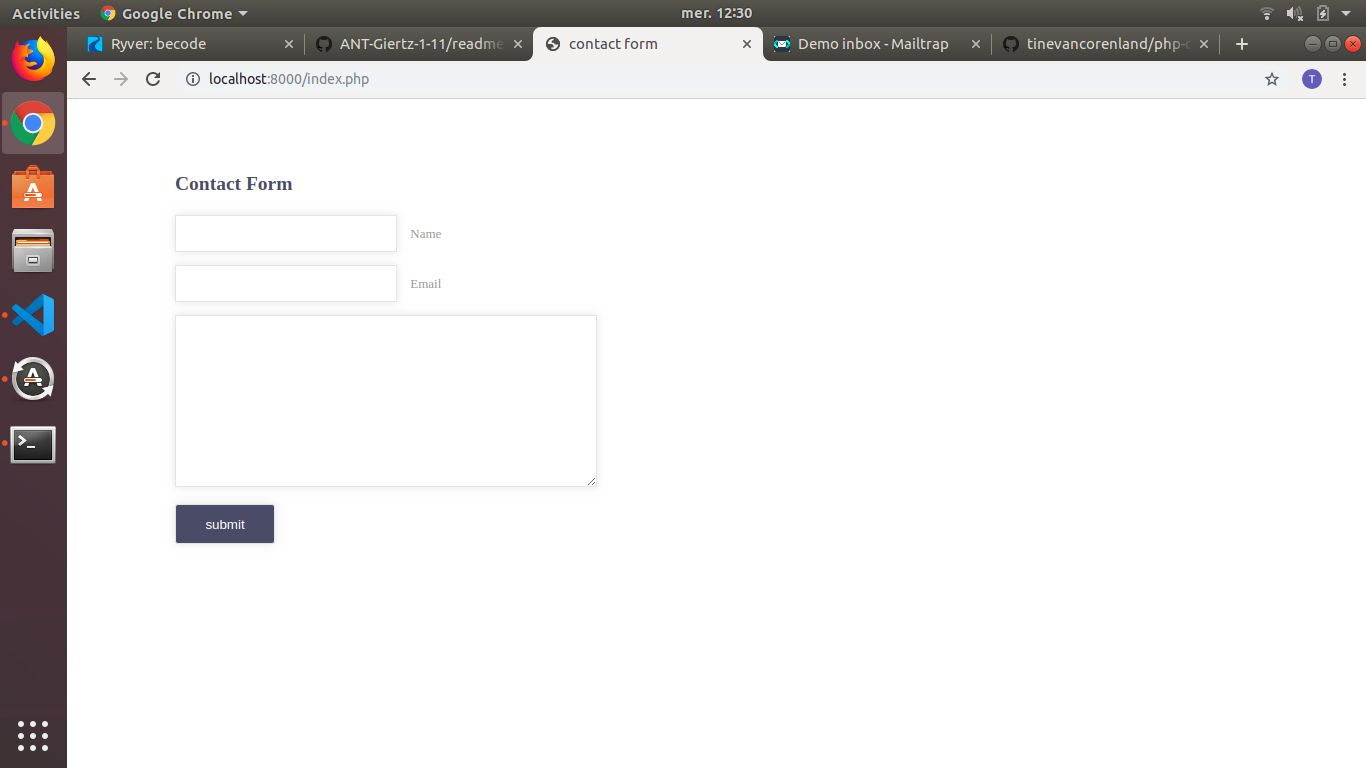 Activities Google Chrome mer. 12:30
Ryver: becode ANT-Giertz-1-11/readme contact form Demo inbox - Mailtrap tinevancorenland/php-c
localhost:8000/index.php T
Contact Form
Name
Email
submit